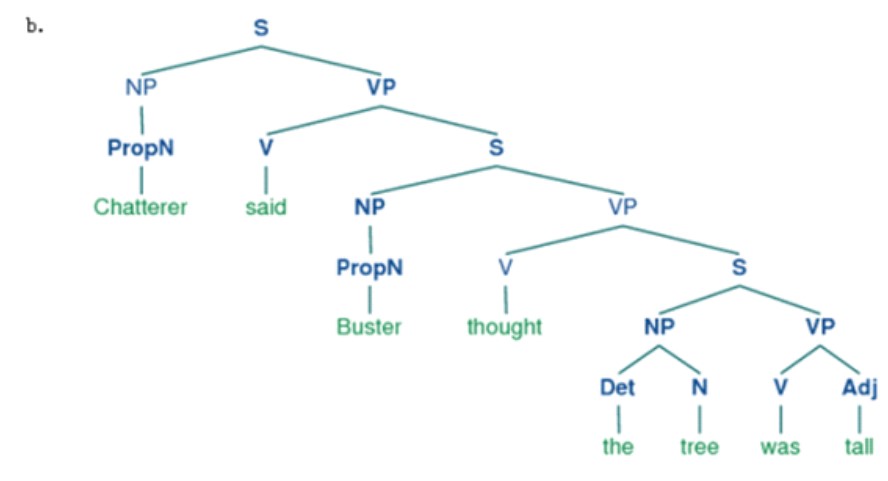 b.
S
NP VP
PropN V S
Chatterer said NP VP
PropN V S
Buster thought NP VP
Det N V Adj
the tree was tall